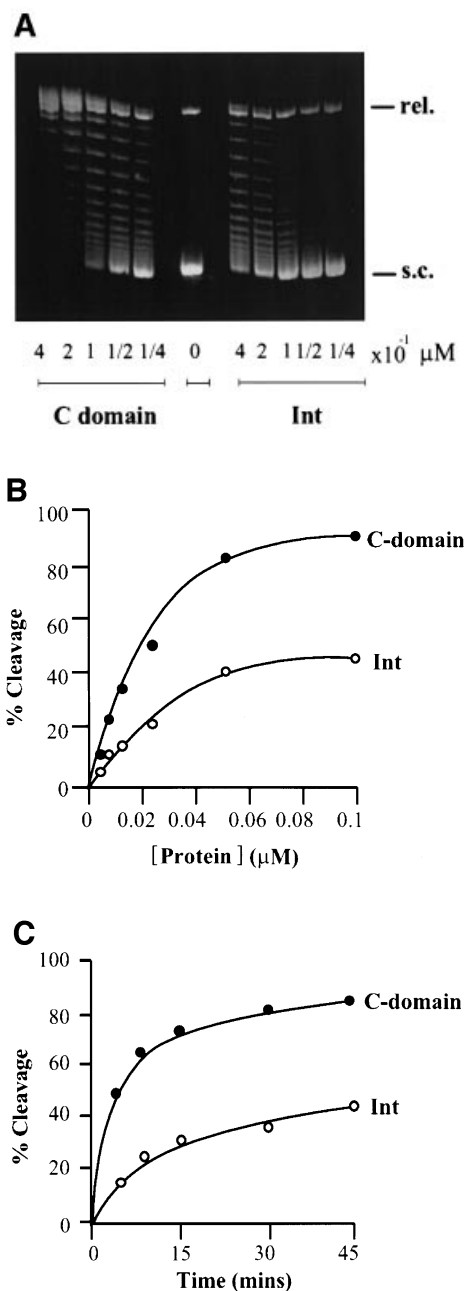 A
rel.
s.c.
4 2 1 1/2 1/4 0 4 2 1 1/2 1/4 x10⁻¹ µM
C domain Int
B
100
80
60
40
20
0
% Cleavage
C-domain
Int
0 0.02 0.04 0.06 0.08 0.1
[Protein] (µM)
C
100
80
60
40
20
0
% Cleavage
C-domain
Int
0 15 30 45
Time (mins)